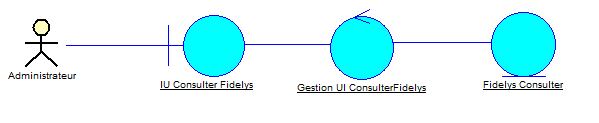 Administrateur
IU Consulter Fidelys
Gestion UI ConsulterFidelys
Fidelys Consulter